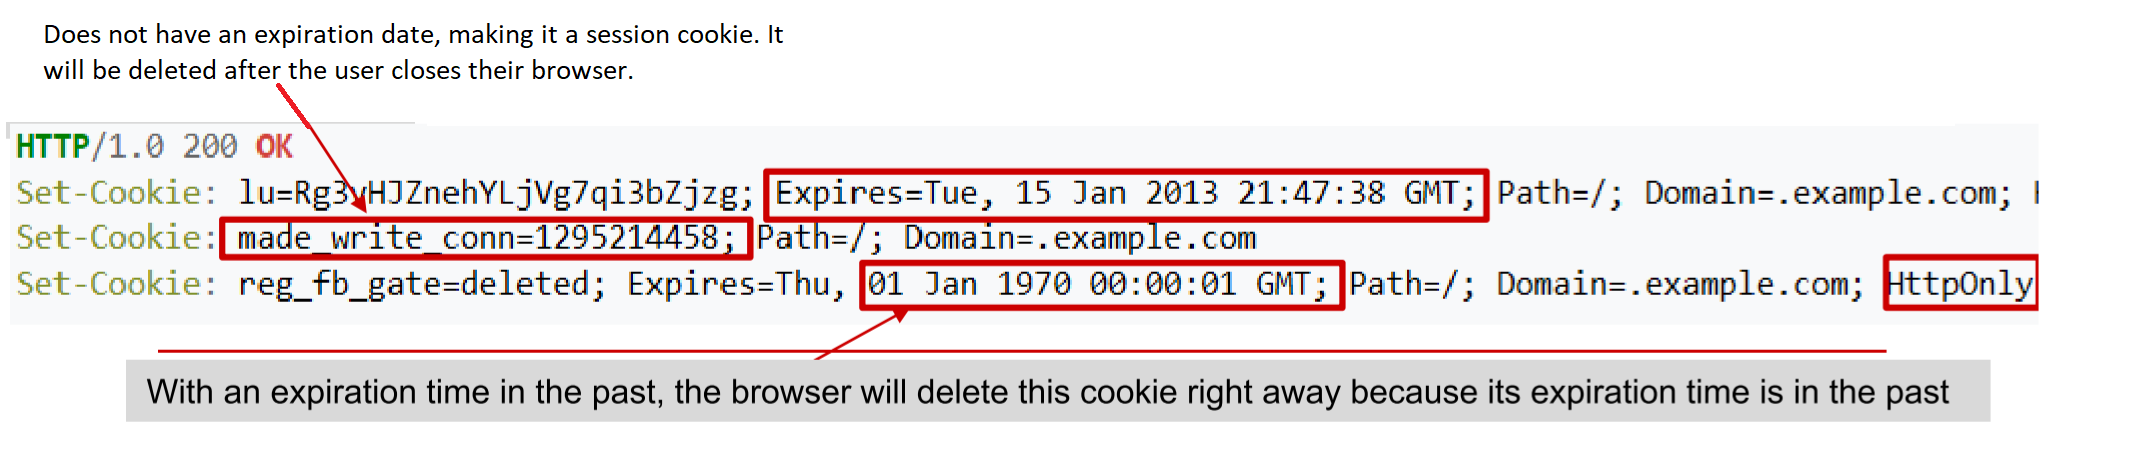 Does not have an expiration date, making it a session cookie. It
will be deleted after the user closes their browser.
HTTP/1.0 200 OK
Set-Cookie: lu=Rg3vHJZnehYLjVg7qi3bZjzg; Expires=Tue, 15 Jan 2013 21:47:38 GMT; Path=/; Domain=.example.com;
Set-Cookie: made_write_conn=1295214458; Path=/; Domain=.example.com
Set-Cookie: reg_fb_gate=deleted; Expires=Thu, 01 Jan 1970 00:00:01 GMT; Path=/; Domain=.example.com; HttpOnly
With an expiration time in the past, the browser will delete this cookie right away because its expiration time is in the past